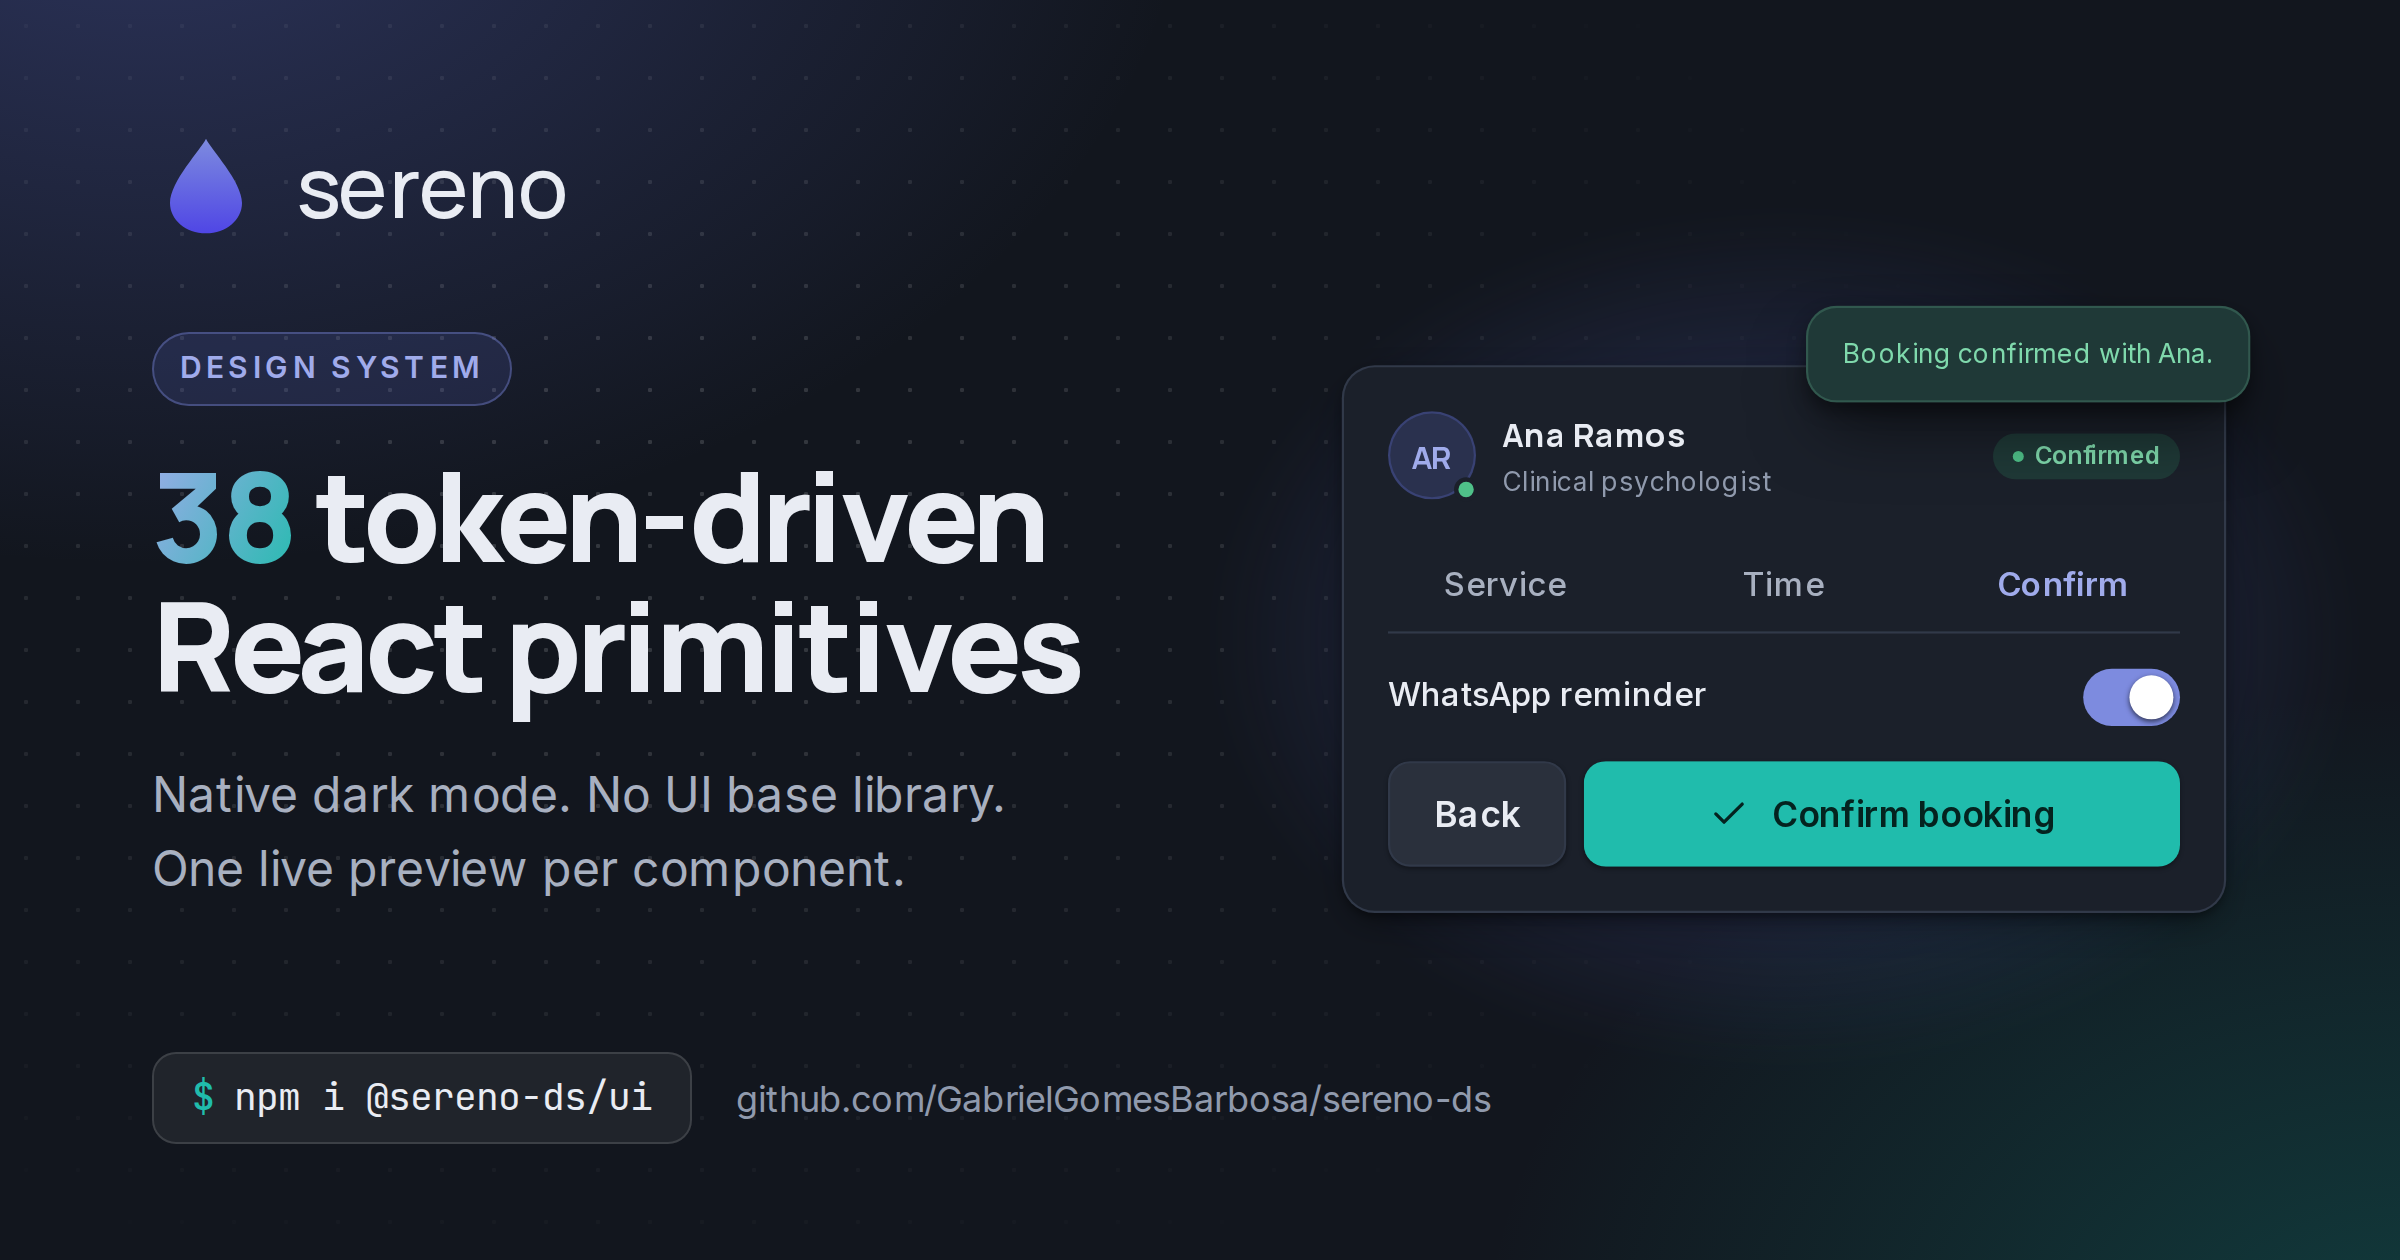 sereno
DESIGN SYSTEM
38 token-driven
React primitives
Native dark mode. No UI base library.
One live preview per component.
$ npm i @sereno-ds/ui
github.com/GabrielGomesBarbosa/sereno-ds
Booking confirmed with Ana.
AR
Ana Ramos
Clinical psychologist
Confirmed
Service Time Confirm
WhatsApp reminder
Back
Confirm booking